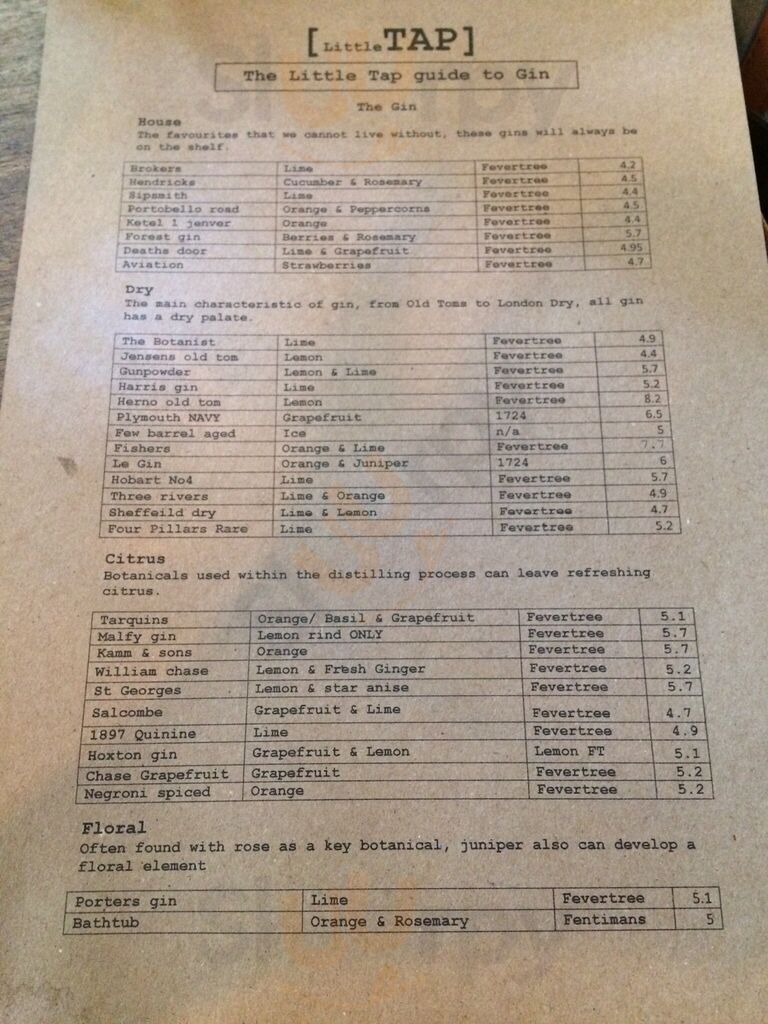 [Little TAP]
The Little Tap guide to Gin
The Gin
House
The favourites that we cannot live without, these gins will always be
on the shelf.
Brokers Lime Fevertree 4.2
Hendricks Cucumber & Rosemary Fevertree 4.5
Sipsmith Lime Fevertree 4.4
Portobello road Orange & Peppercorns Fevertree 4.5
Ketel 1 jenver Orange Fevertree 4.4
Forest gin Berries & Rosemary Fevertree 5.7
Deaths door Lime & Grapefruit Fevertree 4.95
Aviation Strawberries Fevertree 4.7
Dry
The main characteristic of gin, from Old Toms to London Dry, all gin
has a dry palate.
The Botanist Lime Fevertree 4.9
Jensens old tom Lemon Fevertree 4.4
Gunpowder Lemon & Lime Fevertree 5.7
Harris gin Lime Fevertree 5.2
Herno old tom Lemon Fevertree 8.2
Plymouth NAVY Grapefruit 1724 6.5
Few barrel aged Ice n/a 5
Fishers Orange & Lime Fevertree 7.7
Le Gin Orange & Juniper 1724 6
Hobart No4 Lime Fevertree 5.7
Three rivers Lime & Orange Fevertree 4.9
Sheffeild dry Lime & Lemon Fevertree 4.7
Four Pillars Rare Lime Fevertree 5.2
Citrus
Botanicals used within the distilling process can leave refreshing
citrus.
Tarquins Orange/ Basil & Grapefruit Fevertree 5.1
Malfy gin Lemon rind ONLY Fevertree 5.7
Kamm & sons Orange Fevertree 5.7
William chase Lemon & Fresh Ginger Fevertree 5.2
St Georges Lemon & star anise Fevertree 5.7
Salcombe Grapefruit & Lime Fevertree 4.7
1897 Quinine Lime Fevertree 4.9
Hoxton gin Grapefruit & Lemon Lemon FT 5.1
Chase Grapefruit Grapefruit Fevertree 5.2
Negroni spiced Orange Fevertree 5.2
Floral
Often found with rose as a key botanical, juniper also can develop a
floral element
Porters gin Lime Fevertree 5.1
Bathtub Orange & Rosemary Fentimans 5